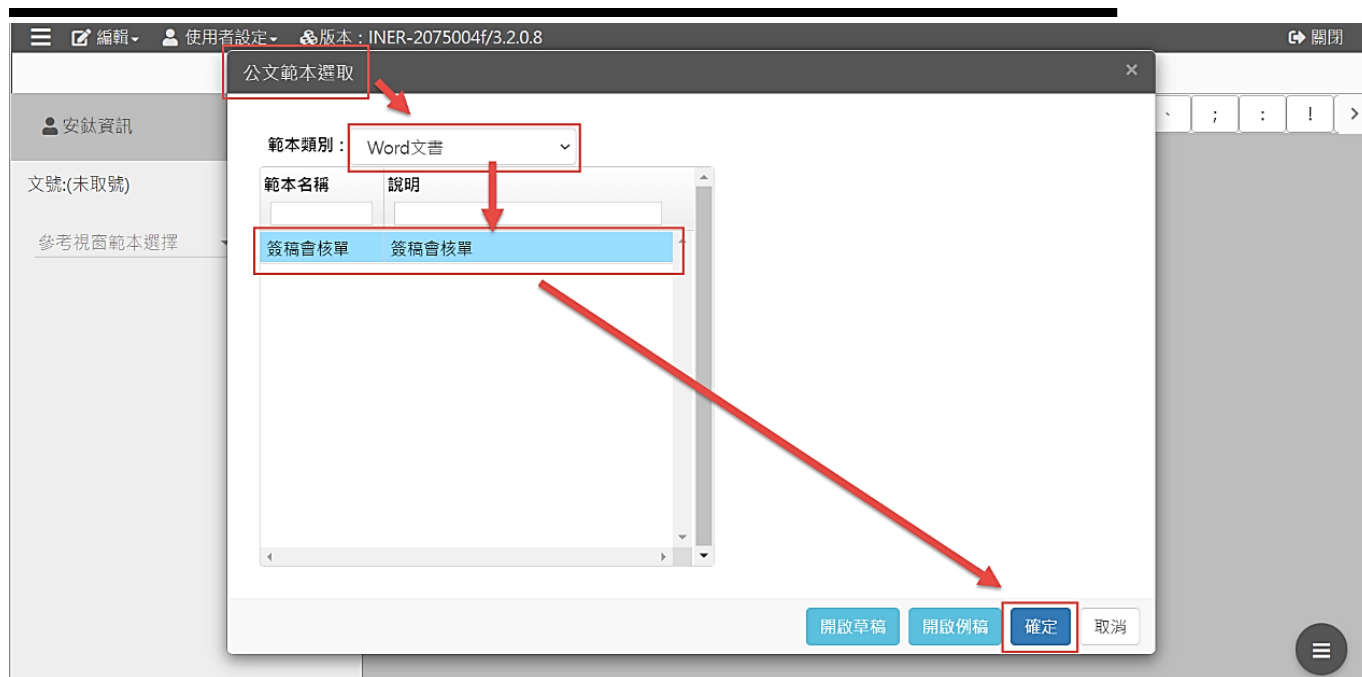 編輯 使用者設定 版本：INER-2075004f/3.2.0.8 關閉
公文範本選取 ×
安鈦資訊 、 ; : !
範本類別： Word文書
文號:(未取號) 範本名稱 說明
參考視窗範本選擇
簽稿會核單 簽稿會核單
開啟草稿 開啟例稿 確定 取消